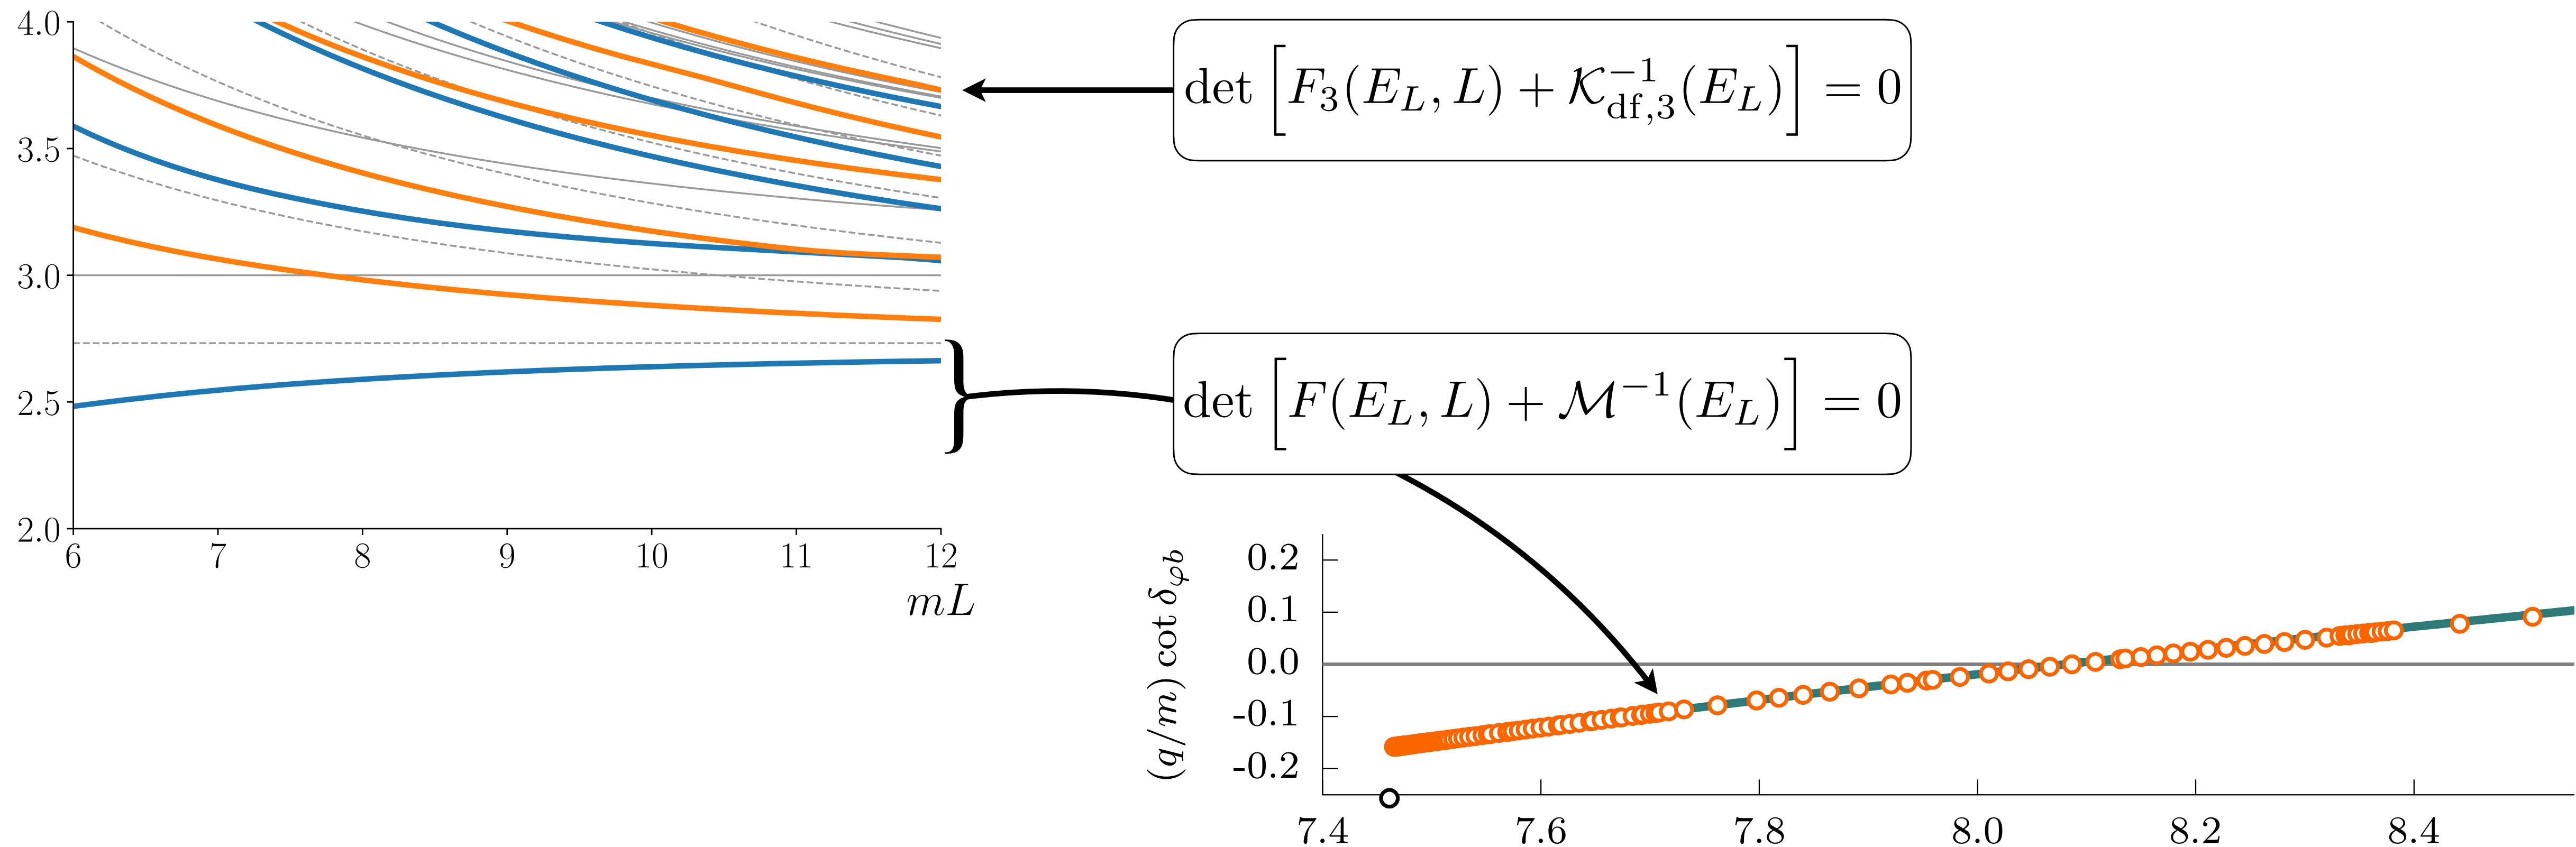 4.0
3.5
3.0
2.5
2.0
6 7 8 9 10 11 12
mL
det [F_3(E_L, L) + 𝒦_{df,3}^{-1}(E_L)] = 0
det [F(E_L, L) + ℳ^{-1}(E_L)] = 0
(q/m) cot δ_{φb}
0.2
0.1
0.0
-0.1
-0.2
7.4 7.6 7.8 8.0 8.2 8.4